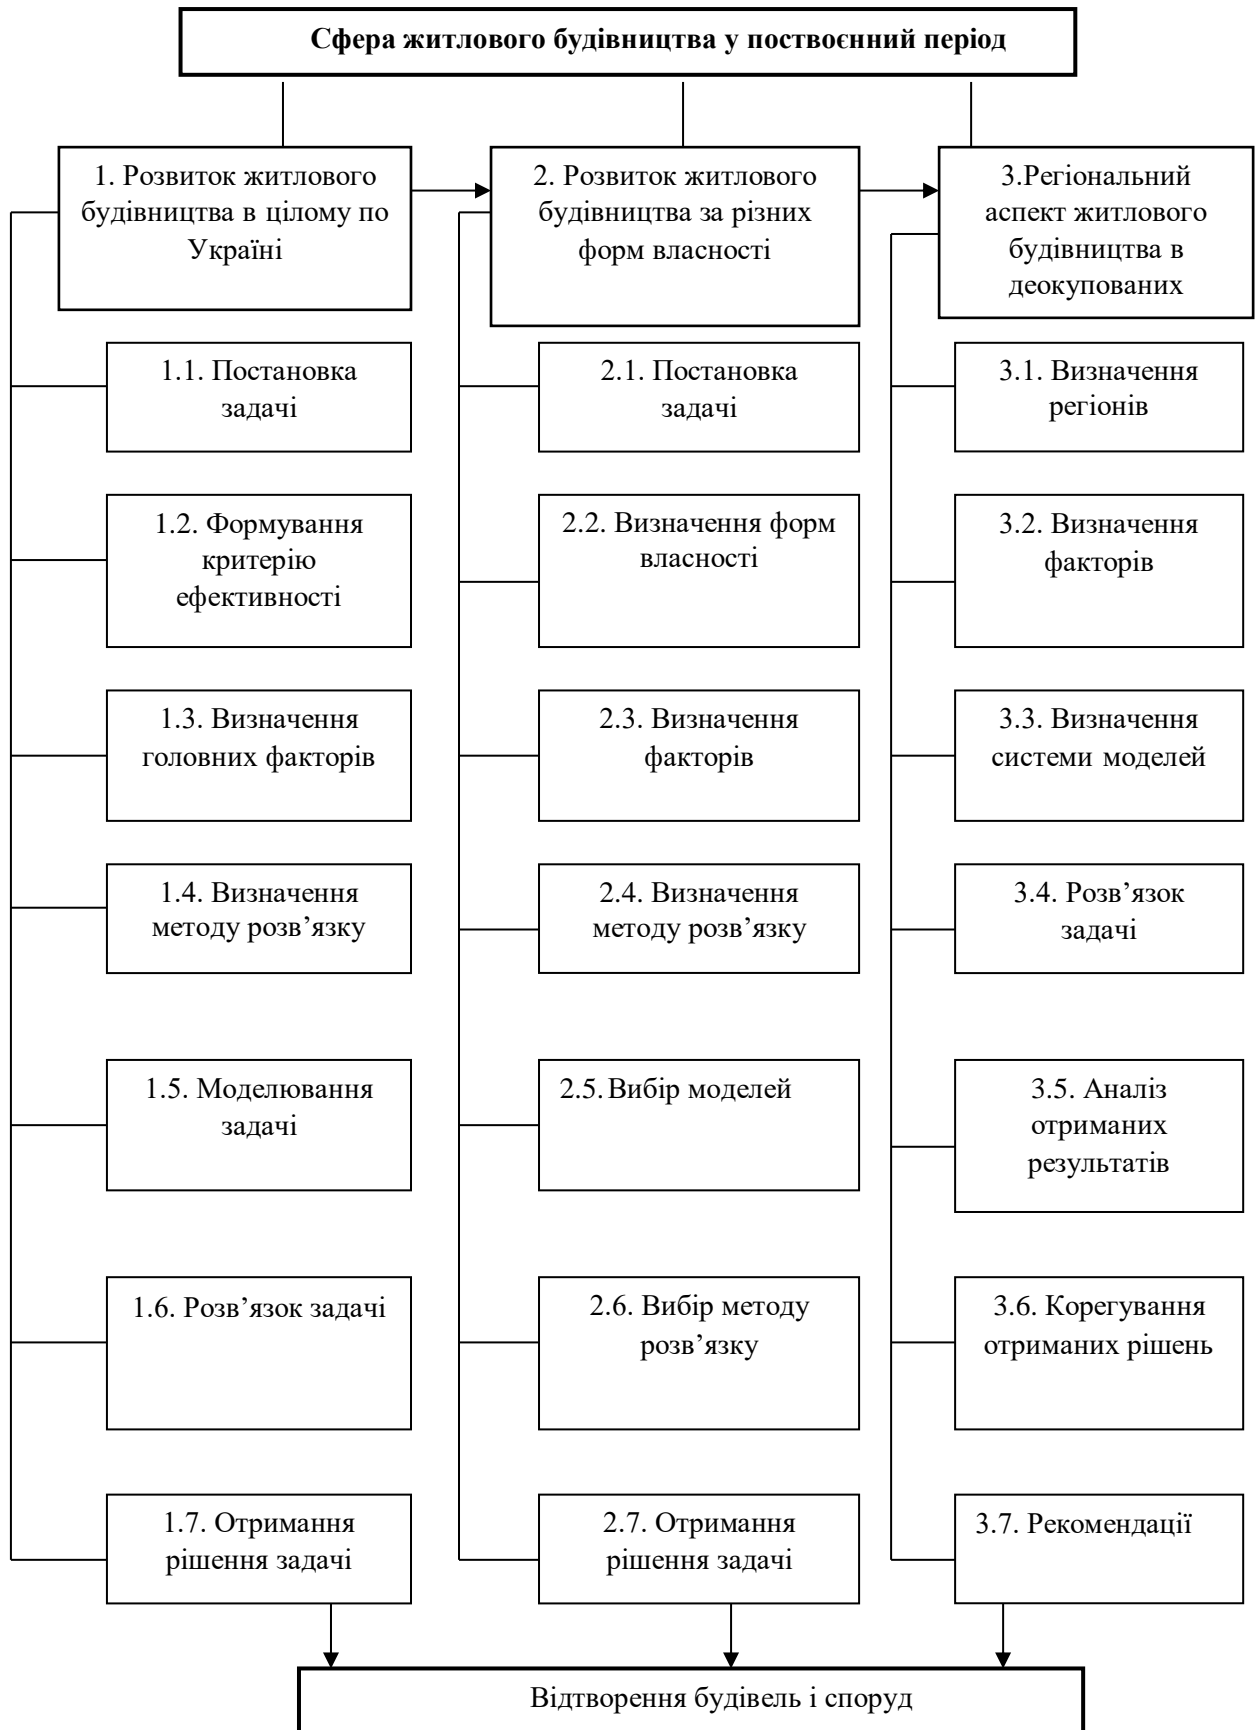 Сфера житлового будівництва у поствоєнний період
1. Розвиток житлового
будівництва в цілому по
Україні
2. Розвиток житлового
будівництва за різних
форм власності
3.Регіональний
аспект житлового
будівництва в
деокупованих
1.1. Постановка
задачі
2.1. Постановка
задачі
3.1. Визначення
регіонів
1.2. Формування
критерію
ефективності
2.2. Визначення форм
власності
3.2. Визначення
факторів
1.3. Визначення
головних факторів
2.3. Визначення
факторів
3.3. Визначення
системи моделей
1.4. Визначення
методу розв’язку
2.4. Визначення
методу розв’язку
3.4. Розв’язок
задачі
1.5. Моделювання
задачі
2.5. Вибір моделей
3.5. Аналіз
отриманих
результатів
1.6. Розв’язок задачі
2.6. Вибір методу
розв’язку
3.6. Корегування
отриманих рішень
1.7. Отримання
рішення задачі
2.7. Отримання
рішення задачі
3.7. Рекомендації
Відтворення будівель і споруд